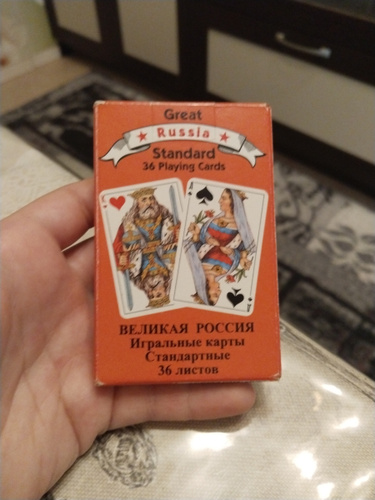 Great
Russia
Standard
36 Playing Cards
ВЕЛИКАЯ РОССИЯ
Игральные карты
Стандартные
36 листов